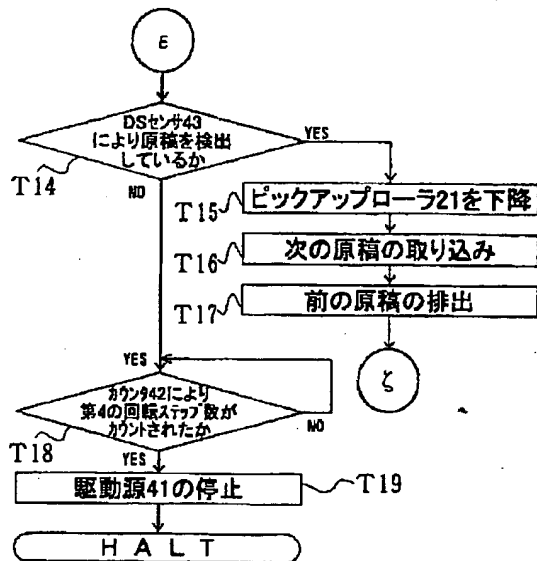 ε
DSセンサ43
により原稿を検出
しているか
YES
T14
NO
T15
ピックアップローラ21を下降
T16
次の原稿の取り込み
T17
前の原稿の排出
ζ
YES
カウンタ42により
第4の回転ステップ数が
カウントされたか
NO
T18
YES
駆動源41の停止
T19
HALT